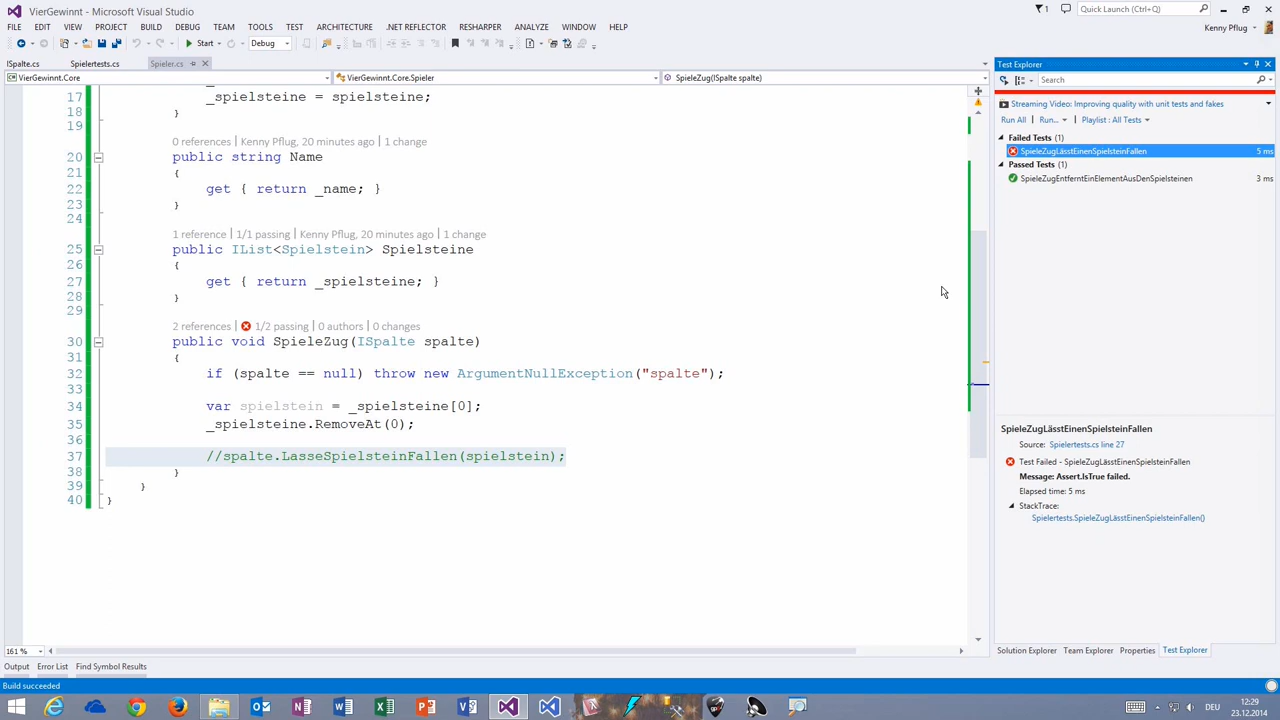 VierGewinnt - Microsoft Visual Studio
1
Quick Launch (Ctrl+Q)
FILE EDIT VIEW PROJECT BUILD DEBUG TEAM TOOLS TEST ARCHITECTURE .REFLECTOR RESHARPER ANALYZE WINDOW HELP
Kenny Pflug
Start
Debug
ISpalte.cs Spielertests.cs Spieler.cs
VierGewinnt.Core VierGewinnt.Core.Spieler SpieleZug(ISpalte spalte)
17 _spielsteine = spielsteine;
18 }
19
0 references | Kenny Pflug, 20 minutes ago | 1 change
20 public string Name
21 {
22 get { return _name; }
23 }
24
1 reference | 1/1 passing | Kenny Pflug, 20 minutes ago | 1 change
25 public IList<Spielstein> Spielsteine
26 {
27 get { return _spielsteine; }
28 }
29
2 references | 1/2 passing | 0 authors | 0 changes
30 public void SpieleZug(ISpalte spalte)
31 {
32 if (spalte == null) throw new ArgumentNullException("spalte");
33
34 var spielstein = _spielsteine[0];
35 _spielsteine.RemoveAt(0);
36
37 //spalte.LasseSpielsteinFallen(spielstein);
38 }
39 }
40 }
161 %
Test Explorer
Search
Streaming Video: Improving quality with unit tests and fakes
Run All | Run... | Playlist : All Tests
Failed Tests (1)
SpieleZugLässtEinenSpielsteinFallen 5 ms
Passed Tests (1)
SpieleZugEntferntEinElementAusDenSpielsteinen 3 ms
SpieleZugLässtEinenSpielsteinFallen
Source: Spielertests.cs line 27
Test Failed - SpieleZugLässtEinenSpielsteinFallen
Message: Assert.IsTrue failed.
Elapsed time: 5 ms
StackTrace:
Spielertests.SpieleZugLässtEinenSpielsteinFallen()
Solution Explorer Team Explorer Properties Test Explorer
Output Error List Find Symbol Results
Build succeeded
DEU
12:29
23.12.2014